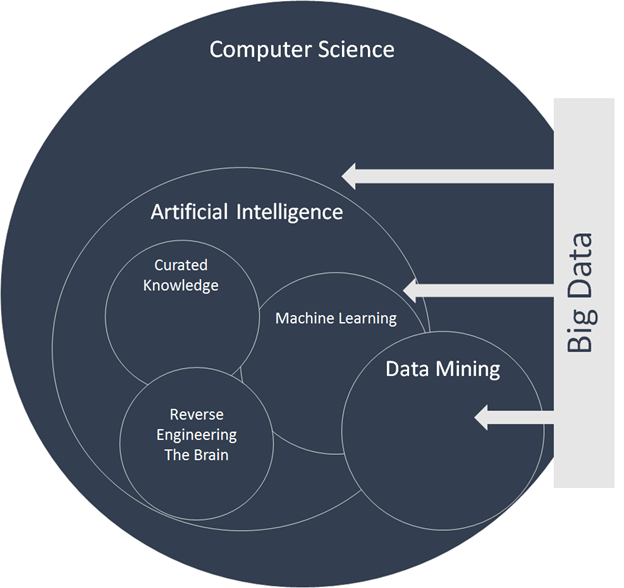 Computer Science
Artificial Intelligence
Curated
Knowledge
Machine Learning
Data Mining
Reverse
Engineering
The Brain
Big Data